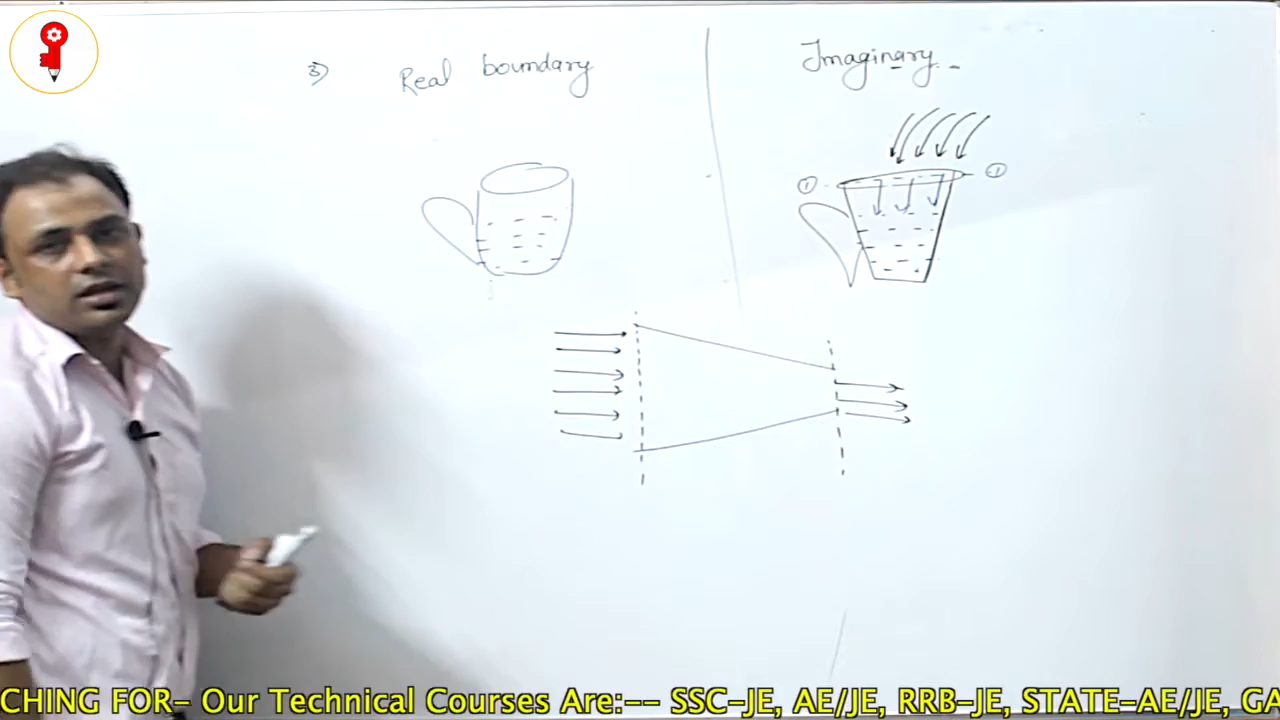 3) Real boundary
Imaginary
1 1
CHING FOR- Our Technical Courses Are:-- SSC-JE, AE/JE, RRB-JE, STATE-AE/JE, GA